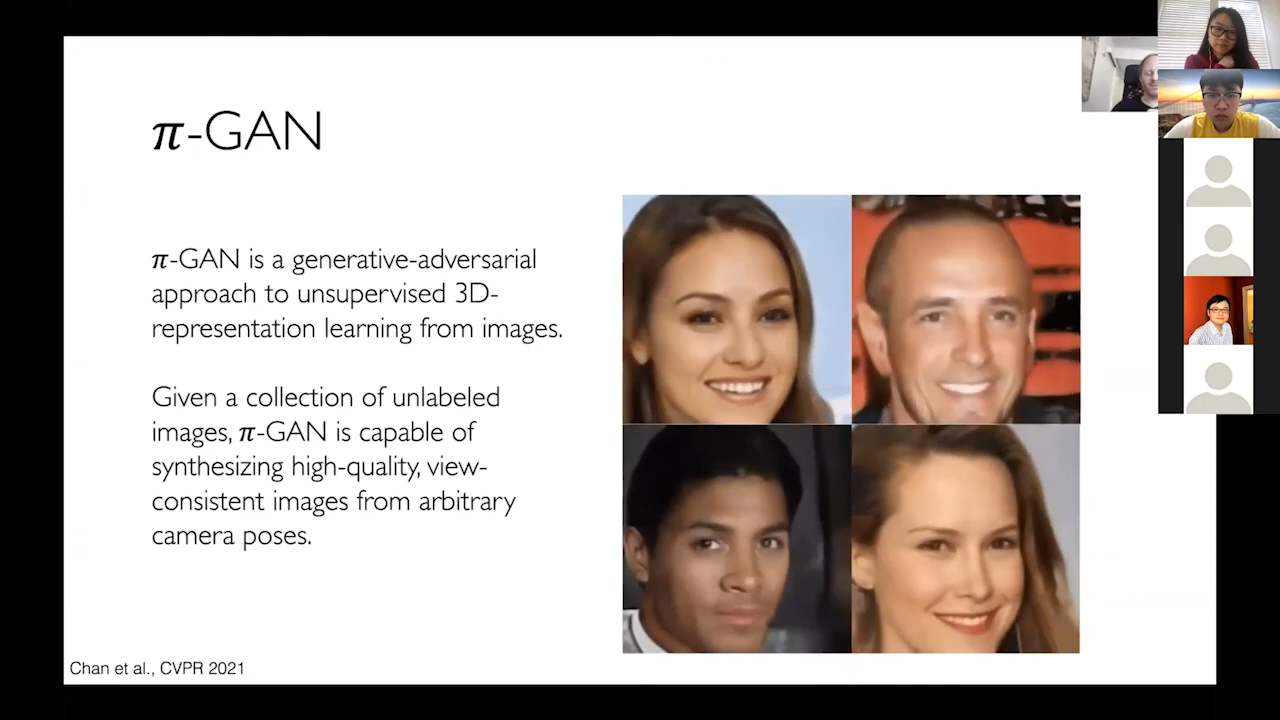 π-GAN
π-GAN is a generative-adversarial
approach to unsupervised 3D-
representation learning from images.
Given a collection of unlabeled
images, π-GAN is capable of
synthesizing high-quality, view-
consistent images from arbitrary
camera poses.
Chan et al., CVPR 2021